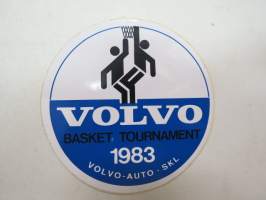 VOLVO
BASKET TOURNAMENT
1983
VOLVO-AUTO · SKL